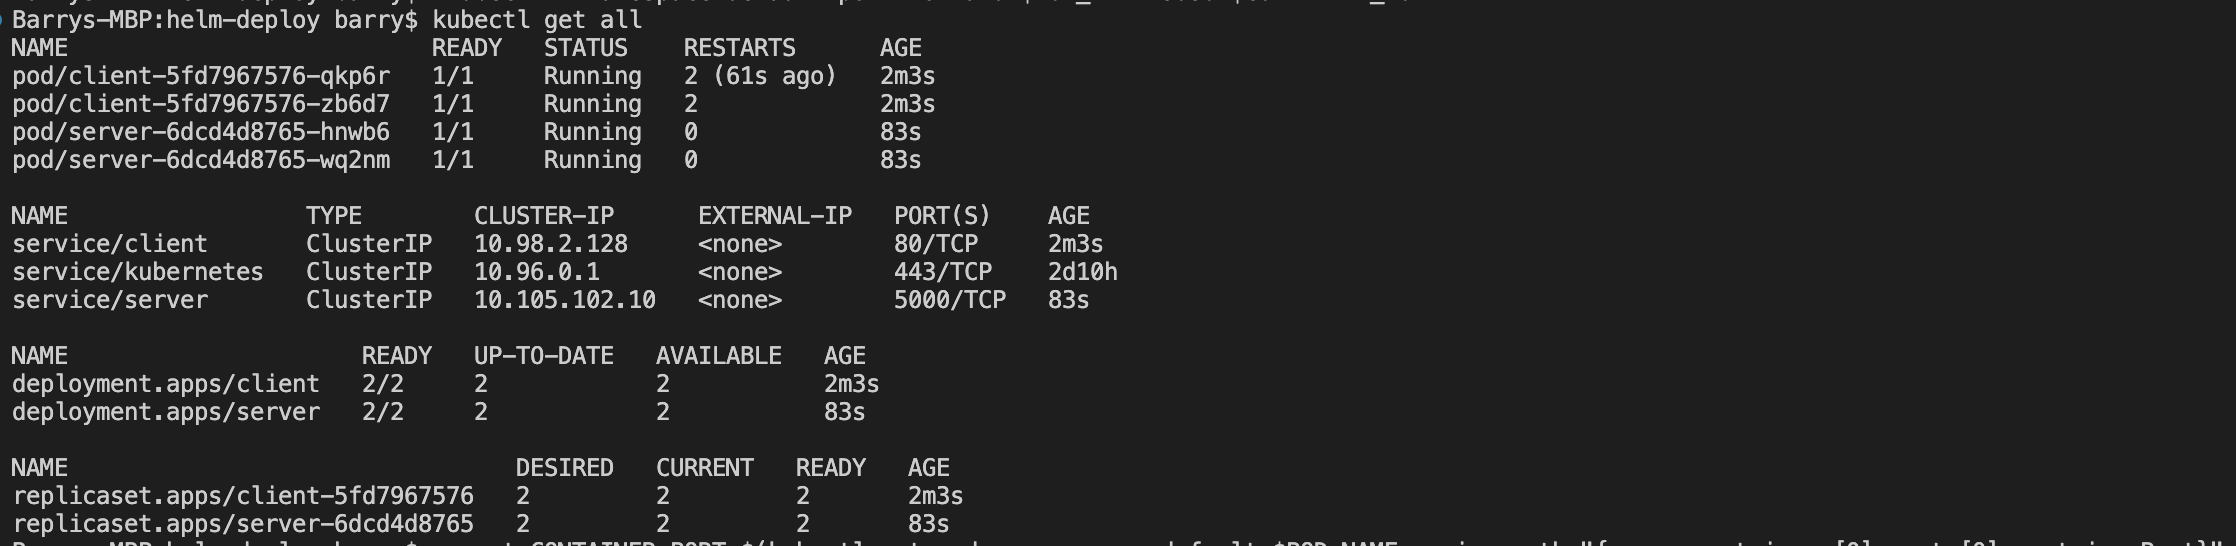 Barrys-MBP:helm-deploy barry$ kubectl get all
NAME READY STATUS RESTARTS AGE
pod/client-5fd7967576-qkp6r 1/1 Running 2 (61s ago) 2m3s
pod/client-5fd7967576-zb6d7 1/1 Running 2 2m3s
pod/server-6dcd4d8765-hnwb6 1/1 Running 0 83s
pod/server-6dcd4d8765-wq2nm 1/1 Running 0 83s
NAME TYPE CLUSTER-IP EXTERNAL-IP PORT(S) AGE
service/client ClusterIP 10.98.2.128 <none> 80/TCP 2m3s
service/kubernetes ClusterIP 10.96.0.1 <none> 443/TCP 2d10h
service/server ClusterIP 10.105.102.10 <none> 5000/TCP 83s
NAME READY UP-TO-DATE AVAILABLE AGE
deployment.apps/client 2/2 2 2 2m3s
deployment.apps/server 2/2 2 2 83s
NAME DESIRED CURRENT READY AGE
replicaset.apps/client-5fd7967576 2 2 2 2m3s
replicaset.apps/server-6dcd4d8765 2 2 2 83s